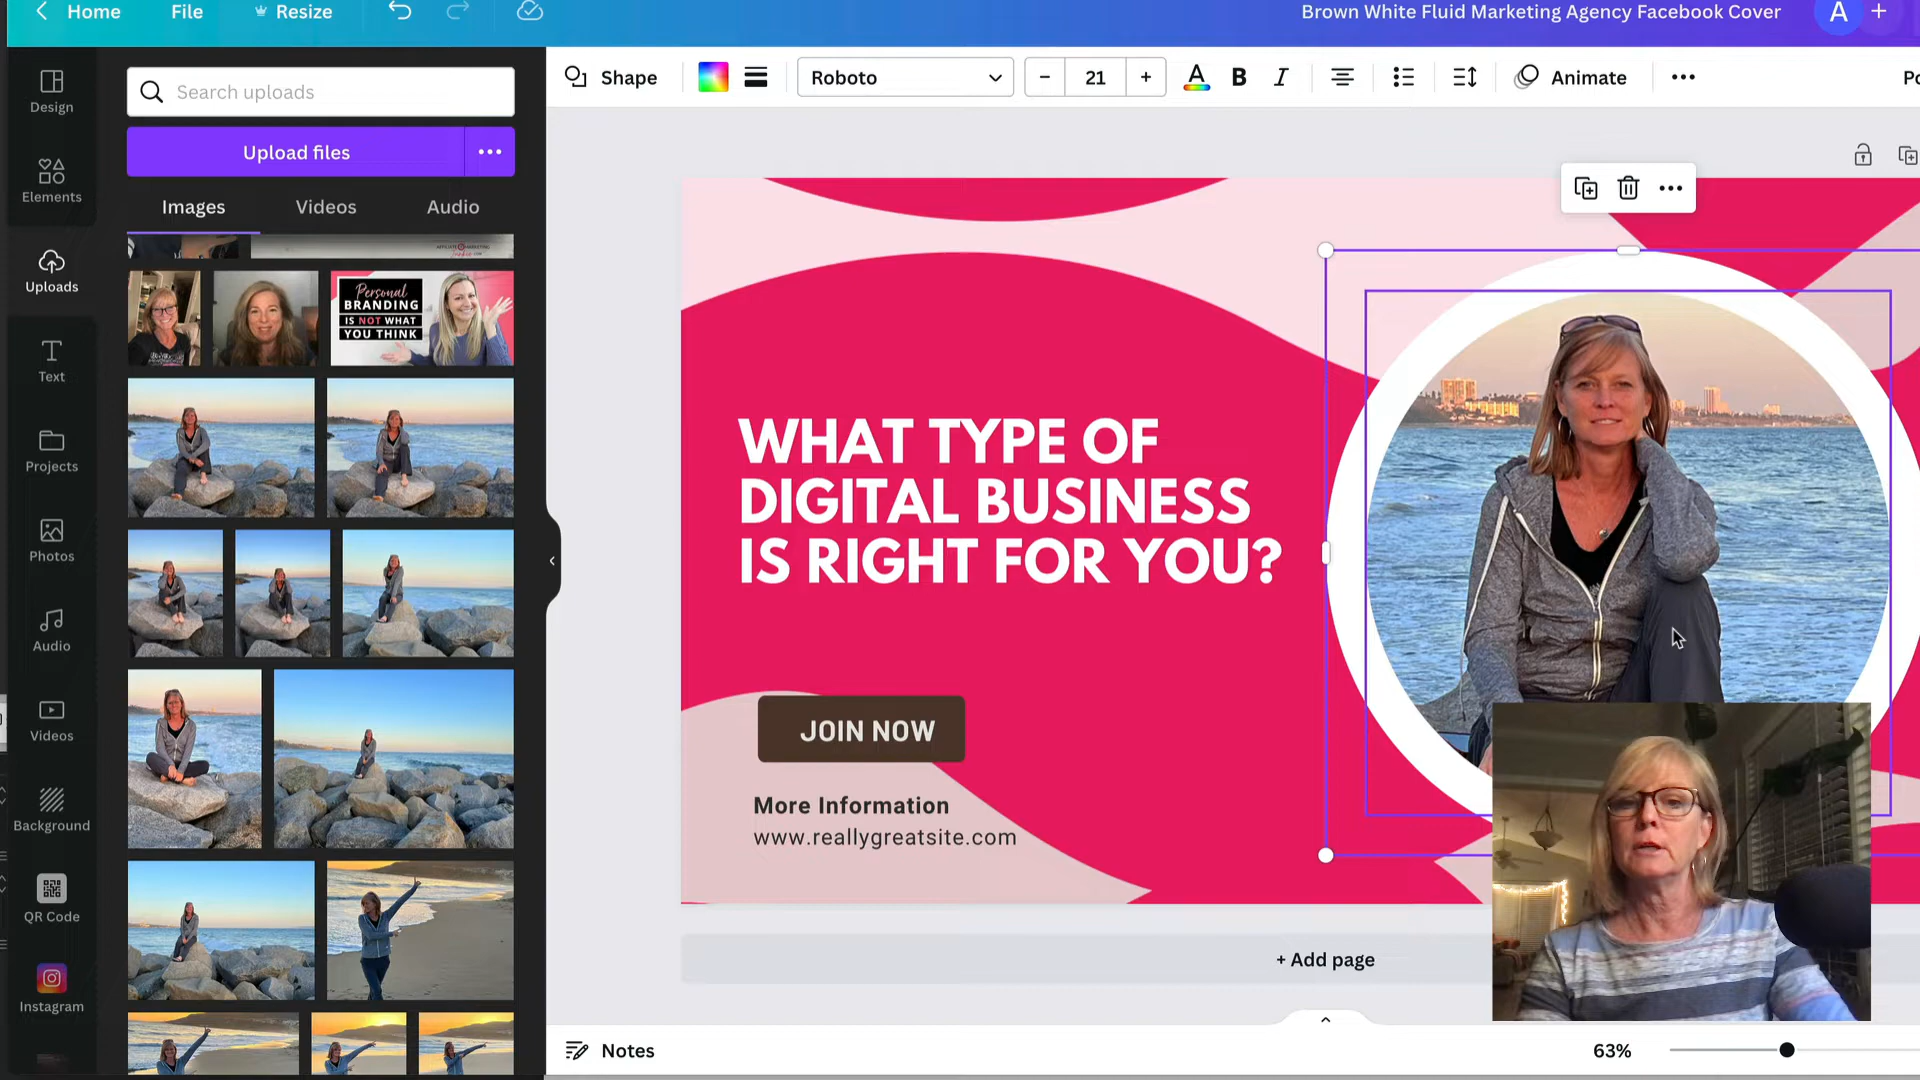 Home
File
Resize
Brown White Fluid Marketing Agency Facebook Cover
A
Design
Elements
Uploads
Text
Projects
Photos
Audio
Videos
Background
QR Code
Instagram
Search uploads
Upload files
Images
Videos
Audio
Personal
BRANDING
IS NOT WHAT
YOU THINK
Shape
Roboto
21
A
B
I
Animate
WHAT TYPE OF
DIGITAL BUSINESS
IS RIGHT FOR YOU?
JOIN NOW
More Information
www.reallygreatsite.com
+ Add page
Notes
63%